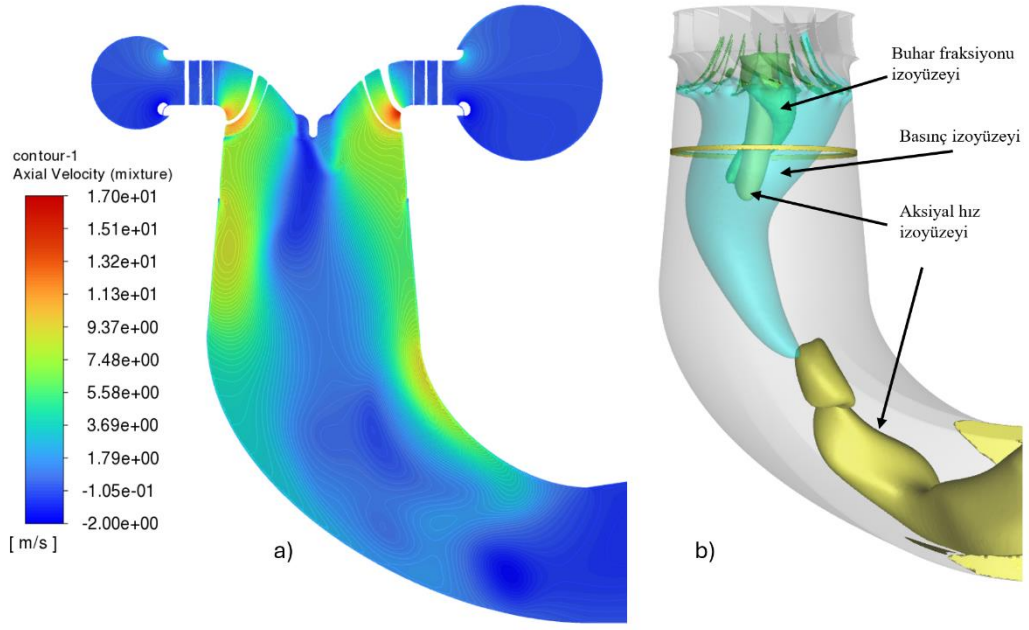 contour-1
Axial Velocity (mixture)
1.70e+01
1.51e+01
1.32e+01
1.13e+01
9.37e+00
7.48e+00
5.58e+00
3.69e+00
1.79e+00
-1.05e-01
-2.00e+00
[ m/s ]
a)
Buhar fraksiyonu
izoyüzeyi
Basınç izoyüzeyi
Aksiyal hız
izoyüzeyi
b)